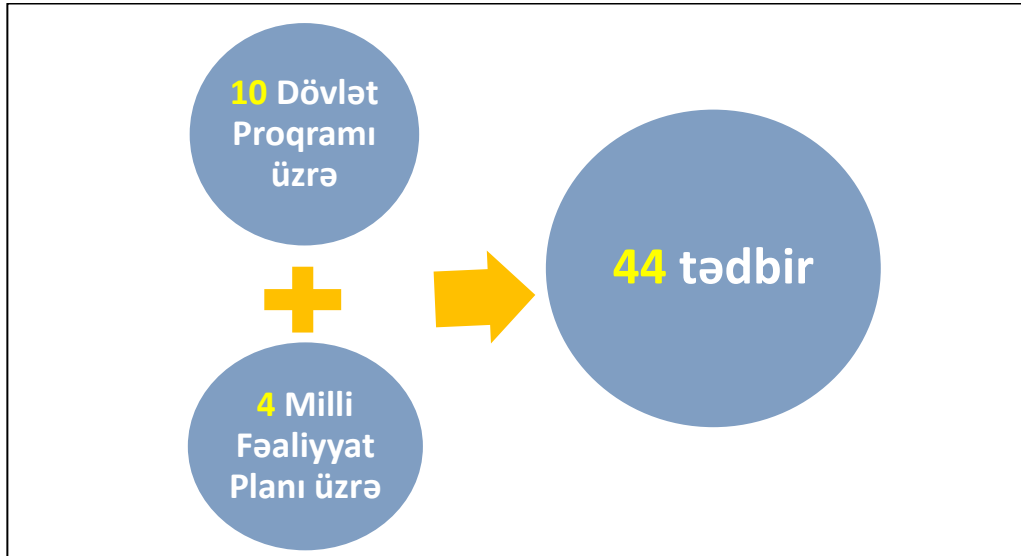 10 Dövlət
Proqramı
üzrə
4 Milli
Fəaliyyat
Planı üzrə
44 tədbir